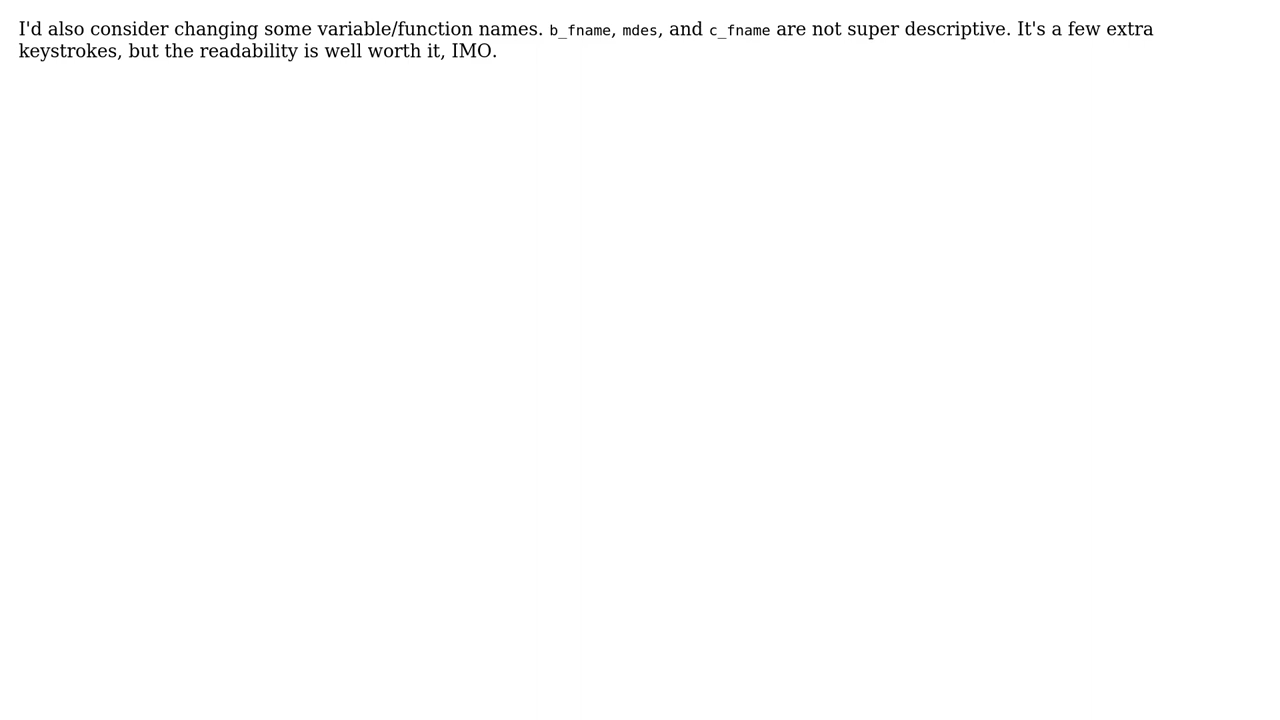 I'd also consider changing some variable/function names. b_fname, mdes, and c_fname are not super descriptive. It's a few extra
keystrokes, but the readability is well worth it, IMO.